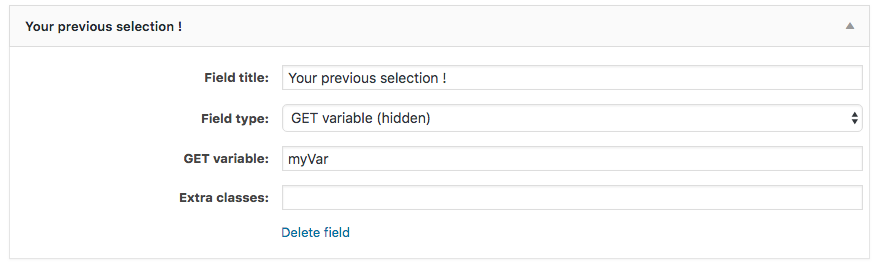 Your previous selection !
Field title: Your previous selection !
Field type: GET variable (hidden)
GET variable: myVar
Extra classes:
Delete field